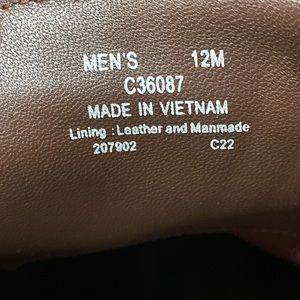 MEN'S 12M
C36087
MADE IN VIETNAM
Lining : Leather and Manmade
207902 C22